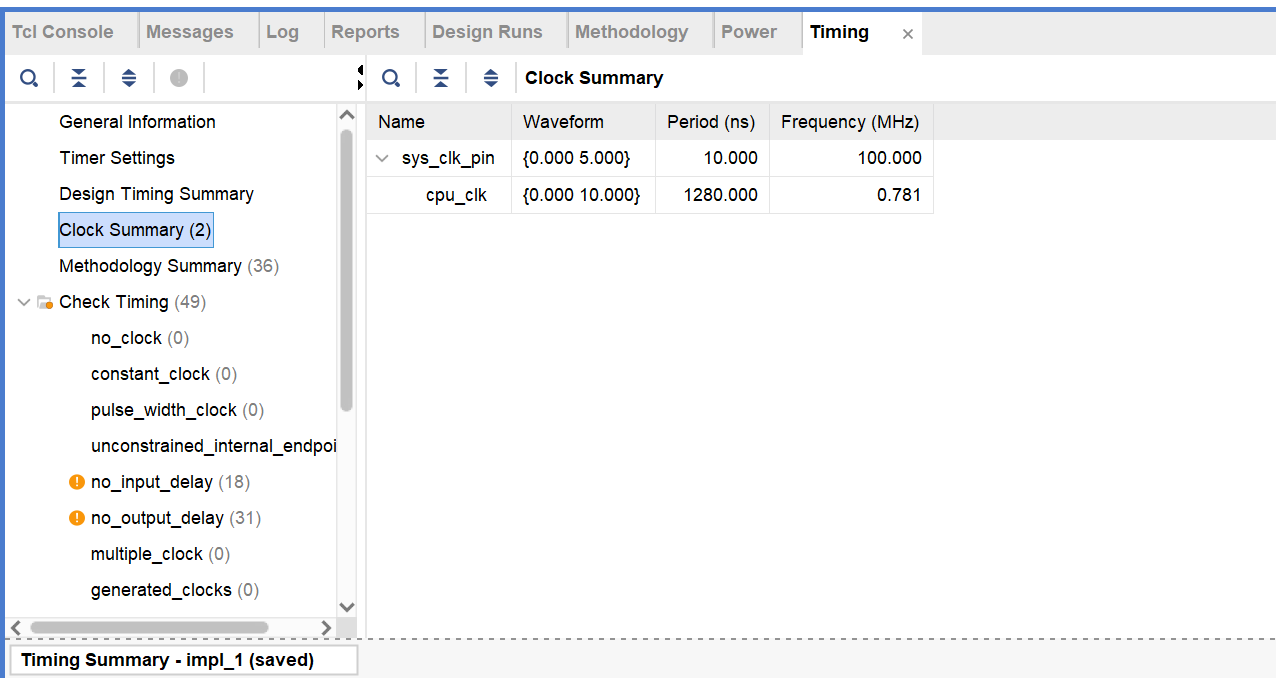 Tcl Console Messages Log Reports Design Runs Methodology Power Timing
Clock Summary
General Information
Timer Settings
Design Timing Summary
Clock Summary (2)
Methodology Summary (36)
Check Timing (49)
no_clock (0)
constant_clock (0)
pulse_width_clock (0)
unconstrained_internal_endpoi
no_input_delay (18)
no_output_delay (31)
multiple_clock (0)
generated_clocks (0)
Name Waveform Period (ns) Frequency (MHz)
sys_clk_pin {0.000 5.000} 10.000 100.000
cpu_clk {0.000 10.000} 1280.000 0.781
Timing Summary - impl_1 (saved)